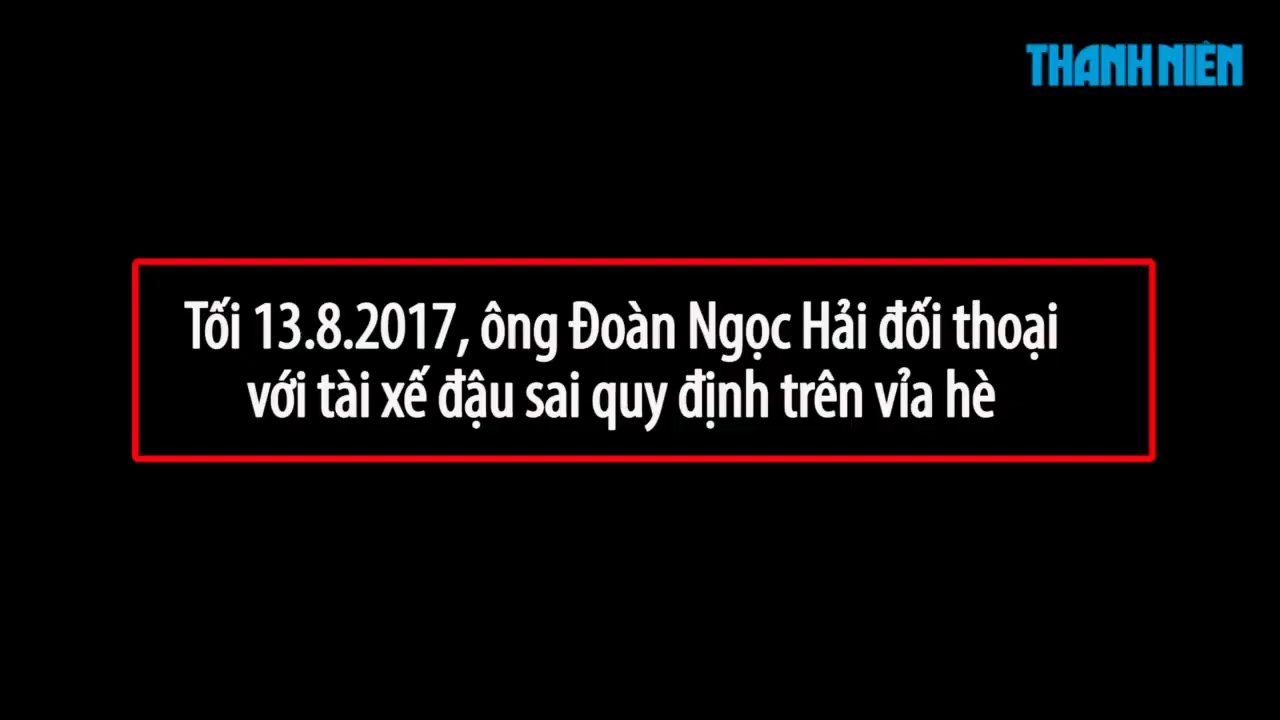 THANH NIÊN
Tối 13.8.2017, ông Đoàn Ngọc Hải đối thoại
với tài xế đậu sai quy định trên vỉa hè